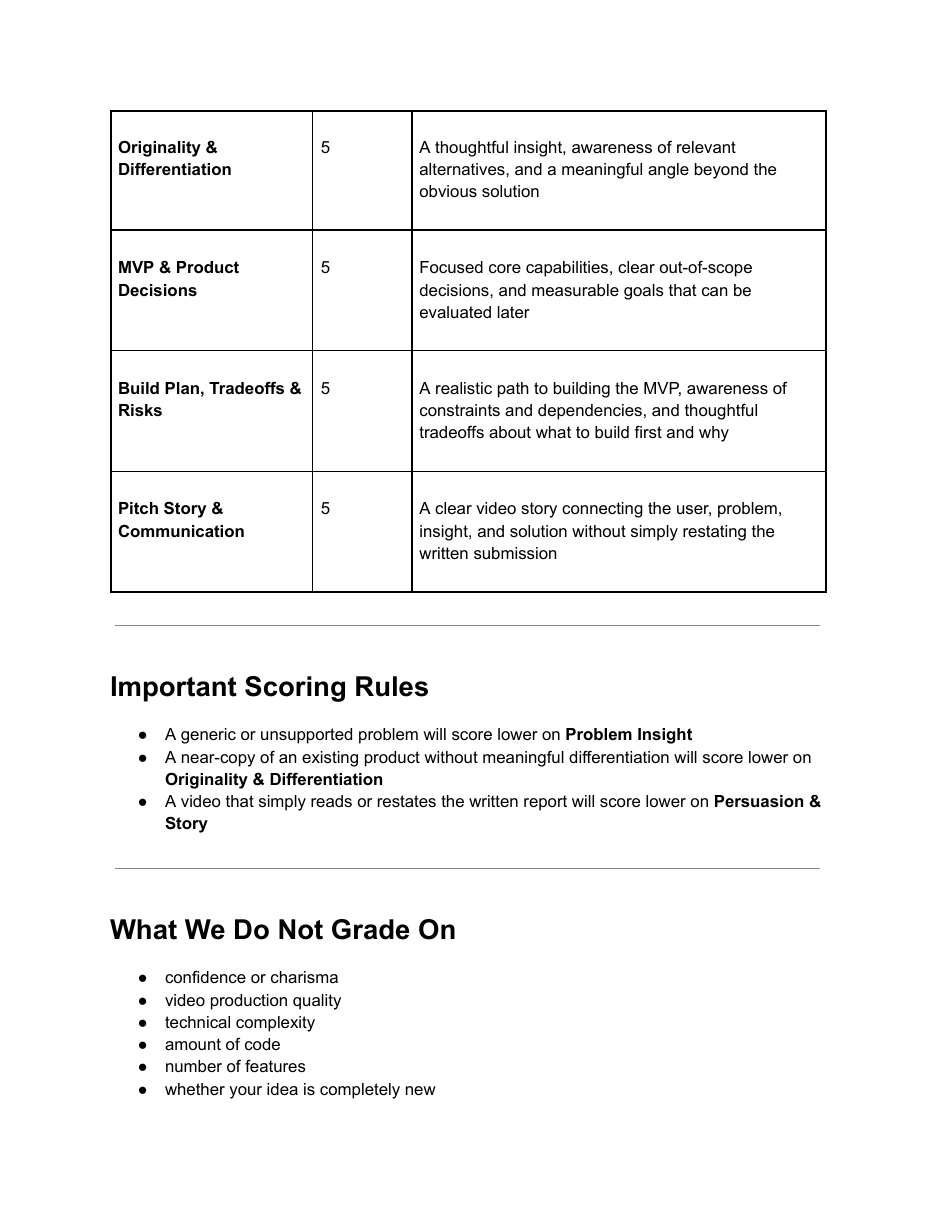 Originality &
Differentiation
5
A thoughtful insight, awareness of relevant
alternatives, and a meaningful angle beyond the
obvious solution
MVP & Product
Decisions
5
Focused core capabilities, clear out-of-scope
decisions, and measurable goals that can be
evaluated later
Build Plan, Tradeoffs &
Risks
5
A realistic path to building the MVP, awareness of
constraints and dependencies, and thoughtful
tradeoffs about what to build first and why
Pitch Story &
Communication
5
A clear video story connecting the user, problem,
insight, and solution without simply restating the
written submission
Important Scoring Rules
● A generic or unsupported problem will score lower on Problem Insight
● A near-copy of an existing product without meaningful differentiation will score lower on
Originality & Differentiation
● A video that simply reads or restates the written report will score lower on Persuasion &
Story
What We Do Not Grade On
● confidence or charisma
● video production quality
● technical complexity
● amount of code
● number of features
● whether your idea is completely new